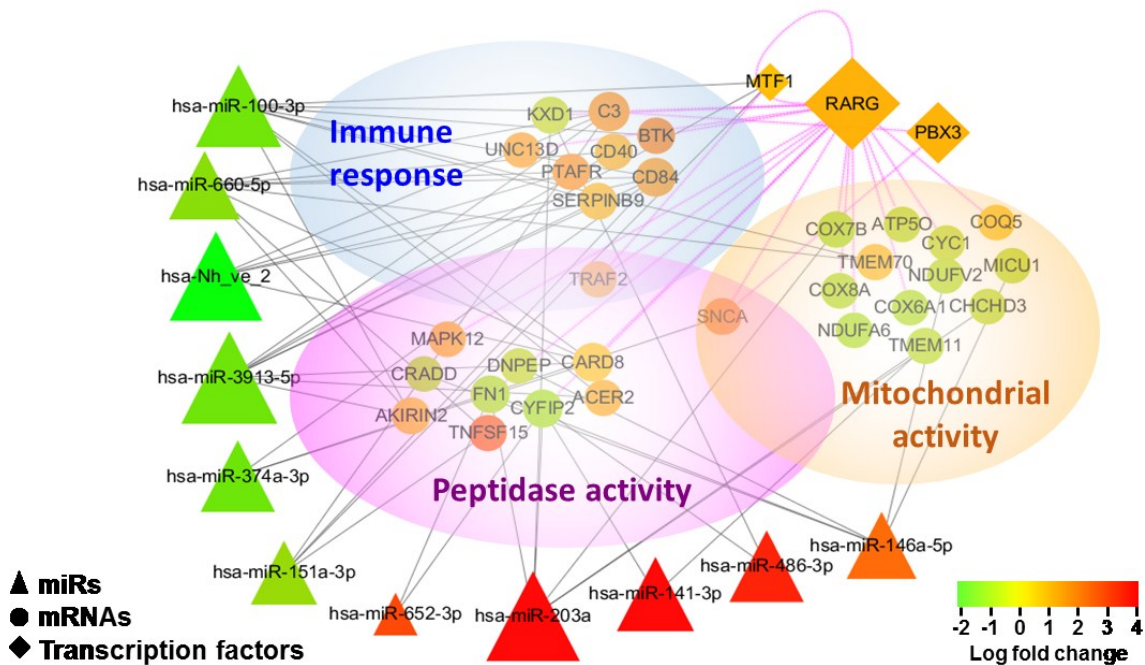 hsa-miR-100-3p
hsa-miR-660-5p
hsa-Nh_ve_2
hsa-miR-3913-5p
hsa-miR-374a-3p
hsa-miR-151a-3p
hsa-miR-652-3p
hsa-miR-203a
hsa-miR-141-3p
hsa-miR-486-3p
hsa-miR-146a-5p
MTF1
RARG
PBX3
Immune
response
KXD1
C3
BTK
UNC13D
CD40
PTAFR
CD84
SERPINB9
TRAF2
SNCA
COX7B
ATP5O
COQ5
CYC1
TMEM70
MICU1
NDUFV2
COX8A
COX6A1
CHCHD3
NDUFA6
TMEM11
Mitochondrial
activity
MAPK12
DNPEP
CARD8
CRADD
FN1
ACER2
CYFIP2
AKIRIN2
TNFSF15
Peptidase activity
miRs
mRNAs
Transcription factors
-2 -1 0 1 2 3 4
Log fold change